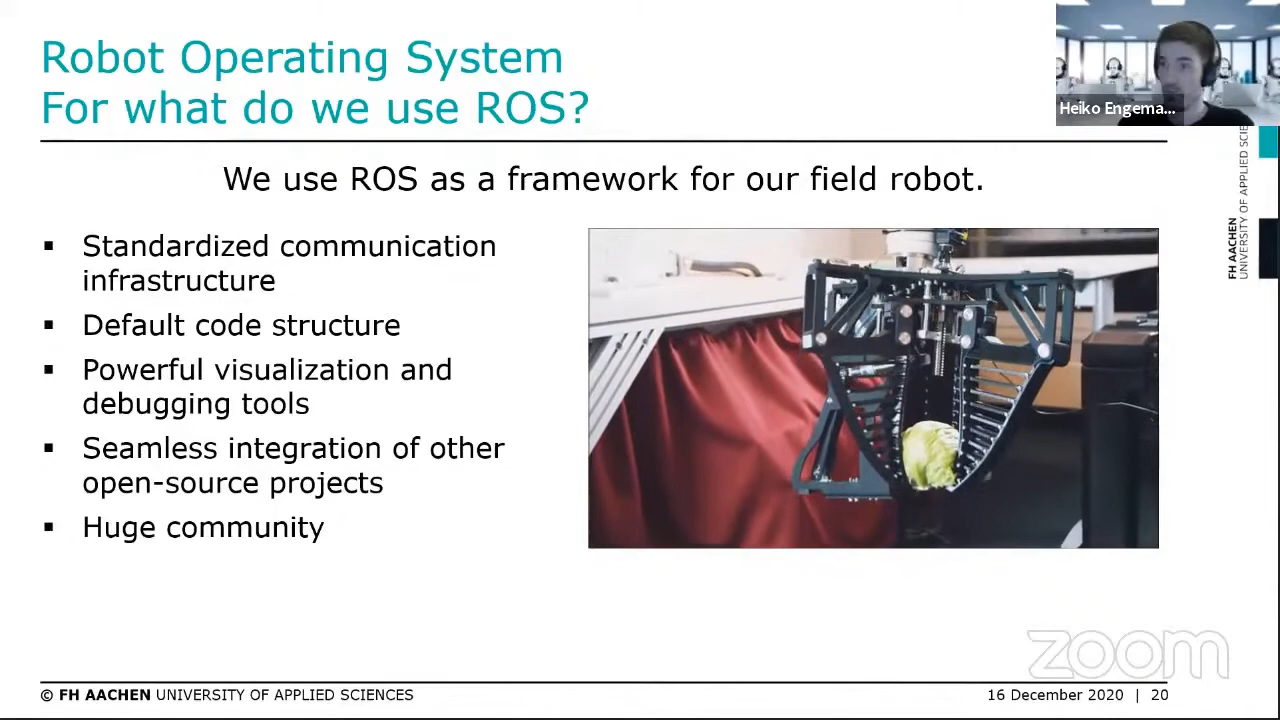 Robot Operating System
For what do we use ROS?
Heiko Engema...
We use ROS as a framework for our field robot.
▪ Standardized communication
infrastructure
▪ Default code structure
▪ Powerful visualization and
debugging tools
▪ Seamless integration of other
open-source projects
▪ Huge community
FH AACHEN
UNIVERSITY OF APPLIED SCIE
zoom
© FH AACHEN UNIVERSITY OF APPLIED SCIENCES
16 December 2020 | 20